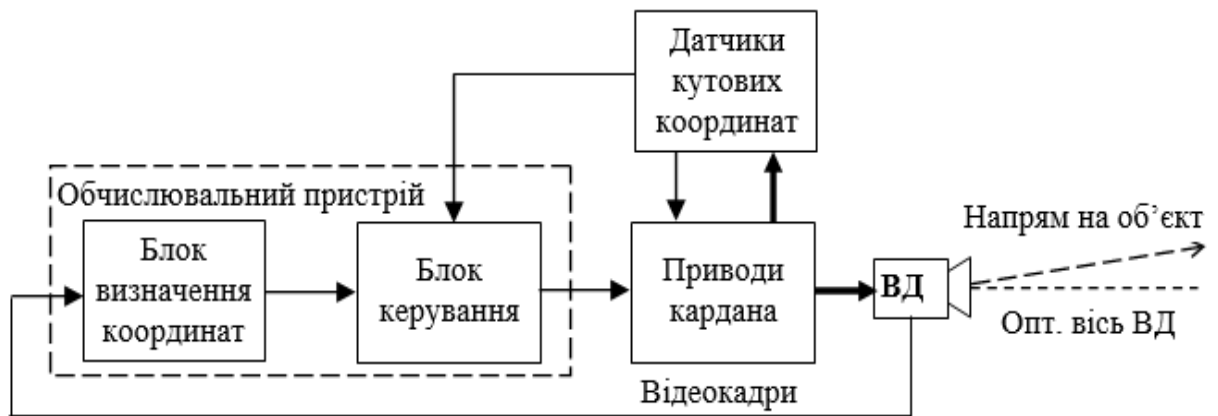 Датчики
кутових
координат
Обчислювальний пристрій
Блок
визначення
координат
Блок
керування
Приводи
кардана
ВД
Напрям на об’єкт
Опт. вісь ВД
Відеокадри